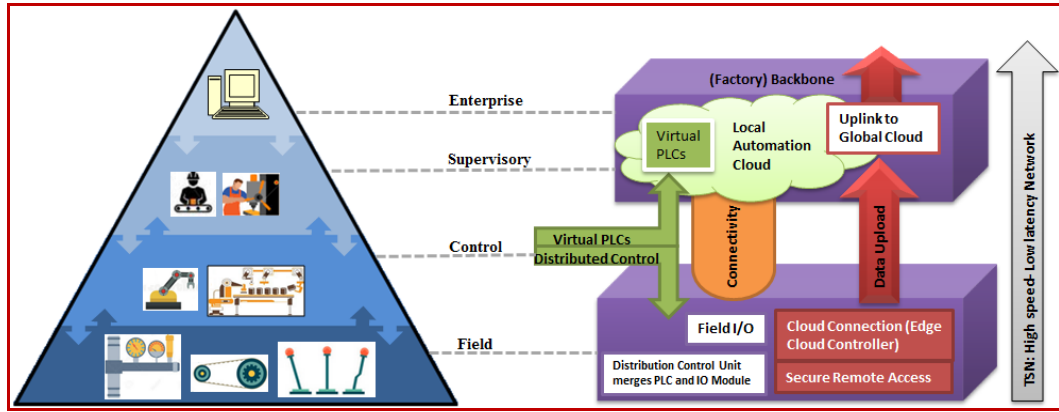 Enterprise
Supervisory
Control
Field
(Factory) Backbone
Virtual
PLCs
Local
Automation
Cloud
Uplink to
Global Cloud
Virtual PLCs
Distributed Control
Connectivity
Data Upload
Field I/O
Distribution Control Unit
merges PLC and IO Module
Cloud Connection (Edge
Cloud Controller)
Secure Remote Access
TSN: High speed- Low latency Network